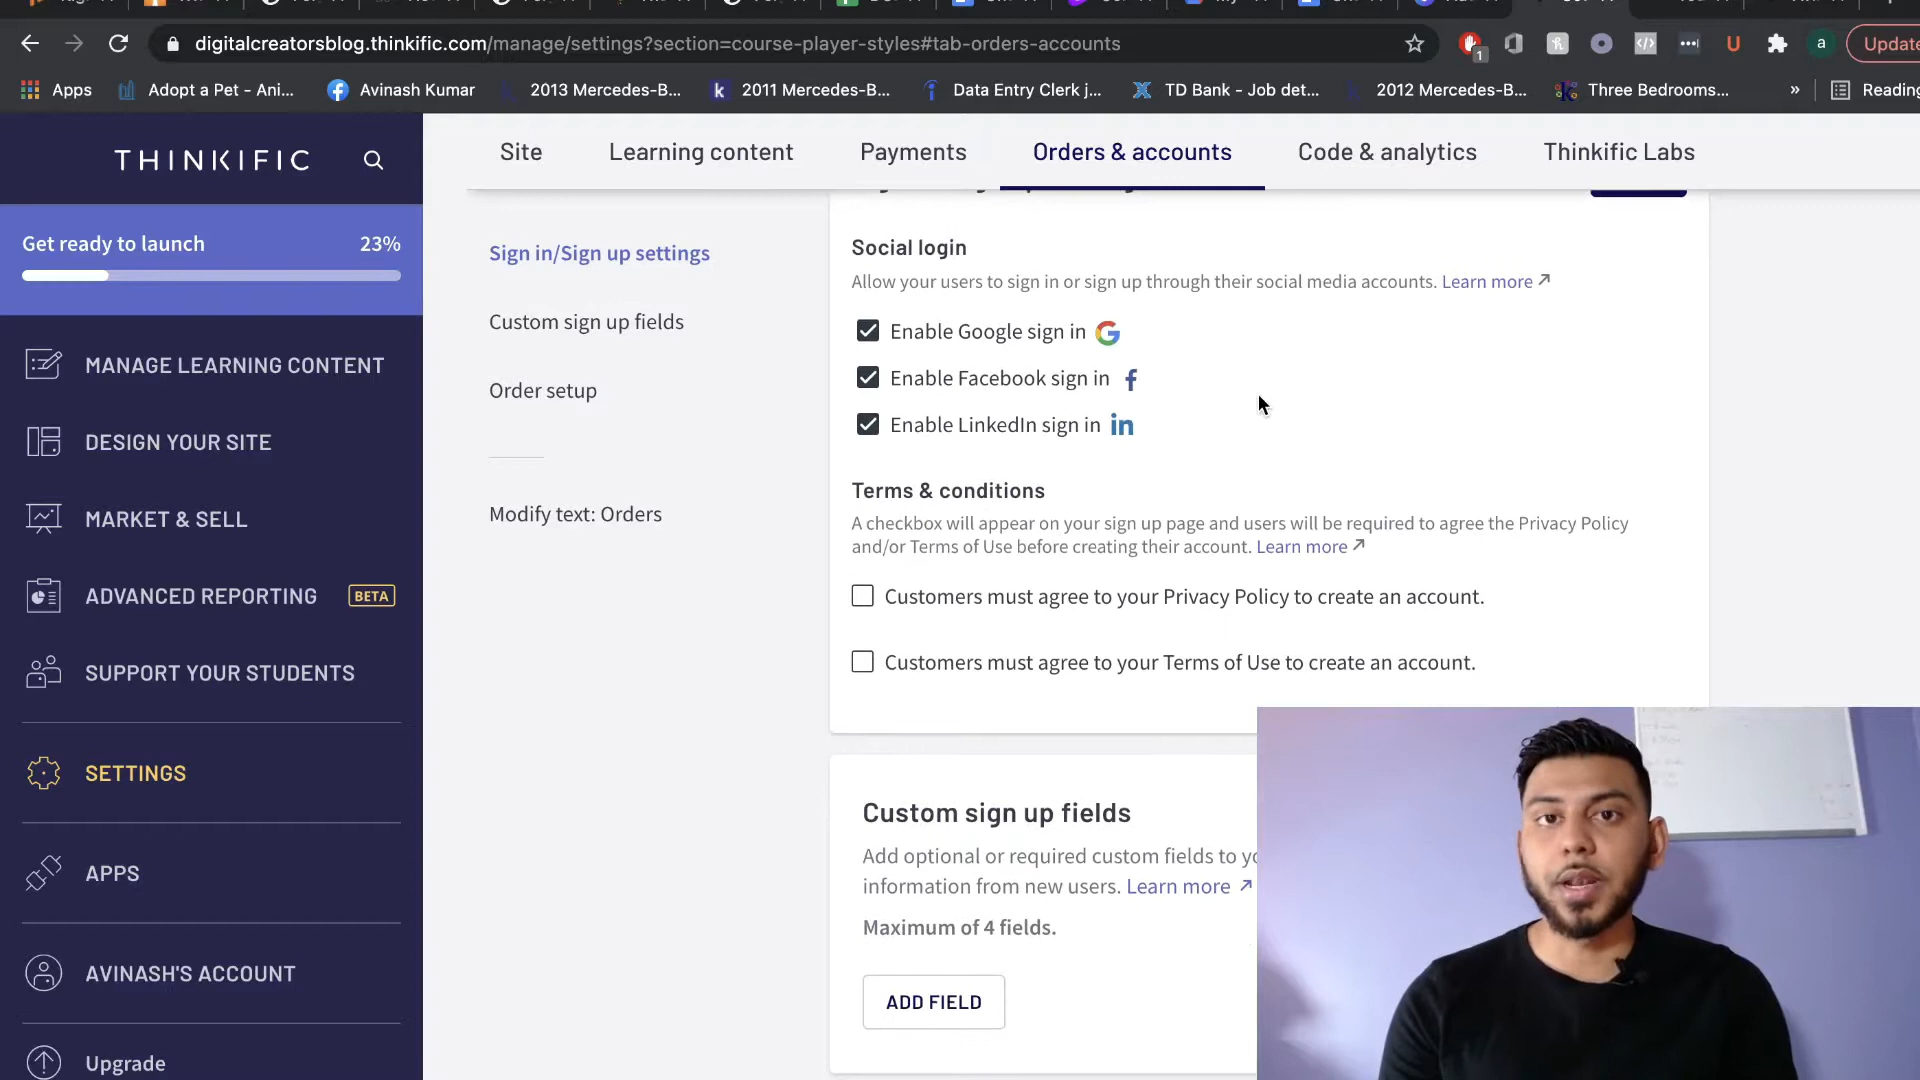 digitalcreatorsblog.thinkific.com/manage/settings?section=course-player-styles#tab-orders-accounts
1
a
Update
Apps
Adopt a Pet - Ani...
Avinash Kumar
2013 Mercedes-B...
2011 Mercedes-B...
Data Entry Clerk j...
TD Bank - Job det...
2012 Mercedes-B...
Three Bedrooms...
»
Reading
THINKIFIC
Get ready to launch 23%
MANAGE LEARNING CONTENT
DESIGN YOUR SITE
MARKET & SELL
ADVANCED REPORTING BETA
SUPPORT YOUR STUDENTS
SETTINGS
APPS
AVINASH'S ACCOUNT
Upgrade
Site Learning content Payments Orders & accounts Code & analytics Thinkific Labs
Sign in/Sign up settings
Custom sign up fields
Order setup
Modify text: Orders
Social login
Allow your users to sign in or sign up through their social media accounts. Learn more
Enable Google sign in
Enable Facebook sign in
Enable LinkedIn sign in
Terms & conditions
A checkbox will appear on your sign up page and users will be required to agree the Privacy Policy
and/or Terms of Use before creating their account. Learn more
Customers must agree to your Privacy Policy to create an account.
Customers must agree to your Terms of Use to create an account.
Custom sign up fields
Add optional or required custom fields to
information from new users. Learn more
Maximum of 4 fields.
ADD FIELD